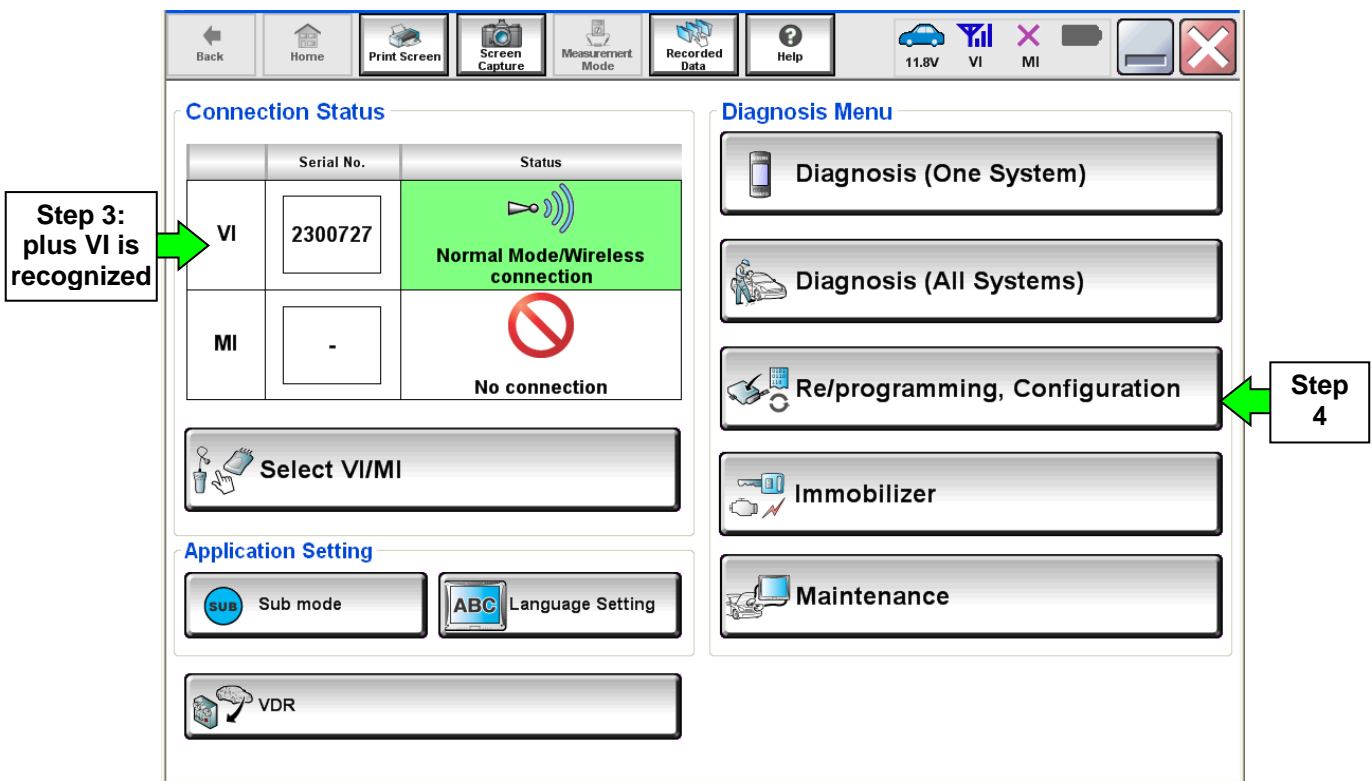 Back
Home
Print Screen
Screen
Capture
Measurement
Mode
Recorded
Data
?
Help
11.8V
VI
MI
Connection Status
Serial No.
Status
VI
2300727
Normal Mode/Wireless
connection
MI
-
No connection
Select VI/MI
Application Setting
SUB
Sub mode
ABC
Language Setting
VDR
Diagnosis Menu
Diagnosis (One System)
Diagnosis (All Systems)
Re/programming, Configuration
Immobilizer
Maintenance
Step 3:
plus VI is
recognized
Step
4